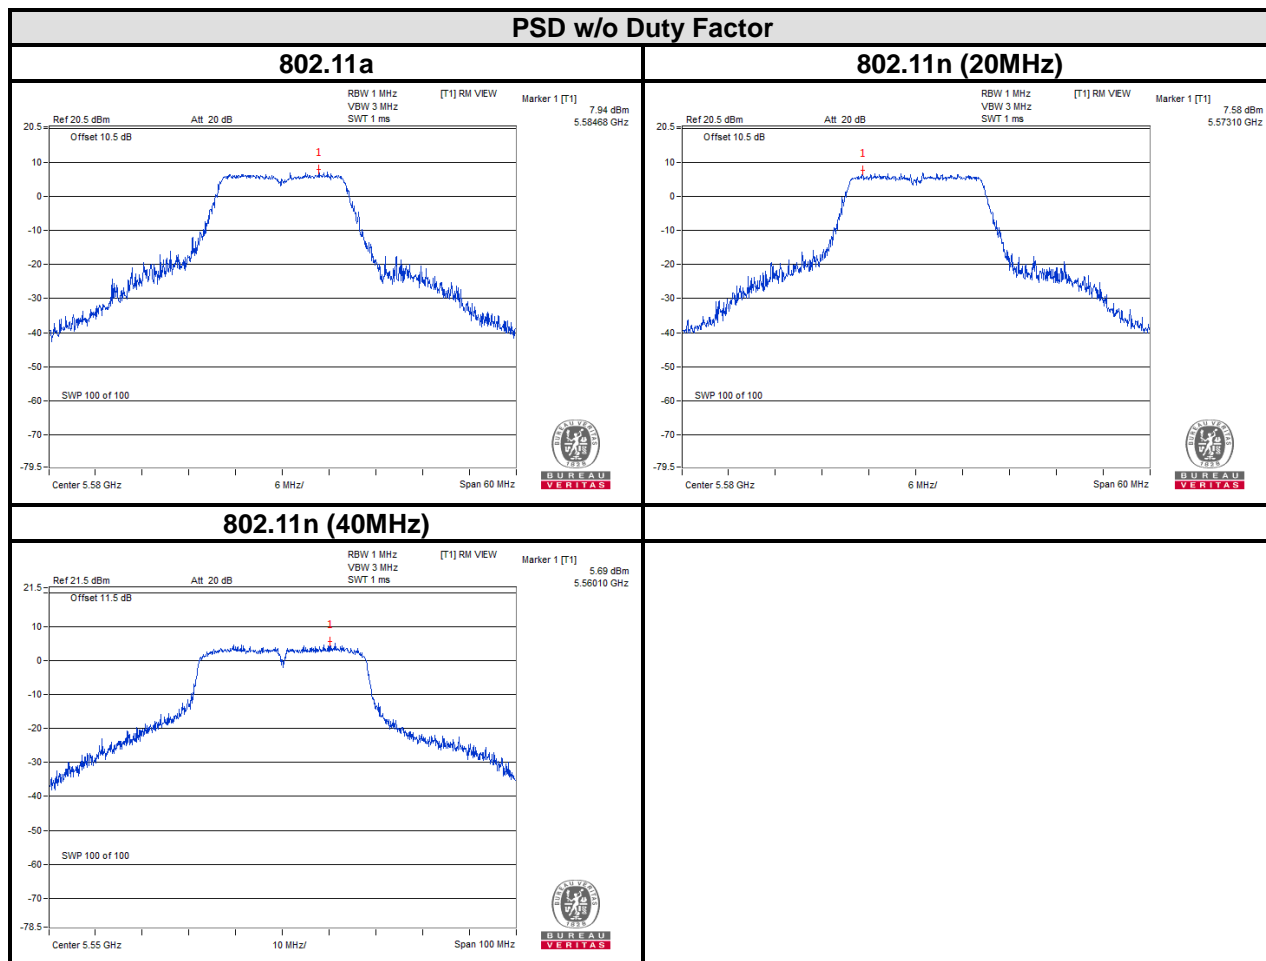 PSD w/o Duty Factor
802.11a
802.11n (20MHz)
RBW 1 MHz
[T1] RM VIEW
Marker 1 [T1]
VBW 3 MHz
7.94 dBm
Ref 20.5 dBm
Att 20 dB
SWT 1 ms
5.58468 GHz
20.5
Offset 10.5 dB
1
10
0
-10
-20
-30
-40
-50
SWP 100 of 100
-60
-70
-79.5
Center 5.58 GHz
6 MHz/
Span 60 MHz
BUREAU VERITAS
1828
BUREAU
VERITAS
RBW 1 MHz
[T1] RM VIEW
Marker 1 [T1]
VBW 3 MHz
7.58 dBm
Ref 20.5 dBm
Att 20 dB
SWT 1 ms
5.57310 GHz
20.5
Offset 10.5 dB
1
10
0
-10
-20
-30
-40
-50
SWP 100 of 100
-60
-70
-79.5
Center 5.58 GHz
6 MHz/
Span 60 MHz
BUREAU VERITAS
1828
BUREAU
VERITAS
802.11n (40MHz)
RBW 1 MHz
[T1] RM VIEW
Marker 1 [T1]
VBW 3 MHz
5.69 dBm
Ref 21.5 dBm
Att 20 dB
SWT 1 ms
5.56010 GHz
21.5
Offset 11.5 dB
1
10
0
-10
-20
-30
-40
-50
SWP 100 of 100
-60
-70
-78.5
Center 5.55 GHz
10 MHz/
Span 100 MHz
BUREAU VERITAS
1828
BUREAU
VERITAS